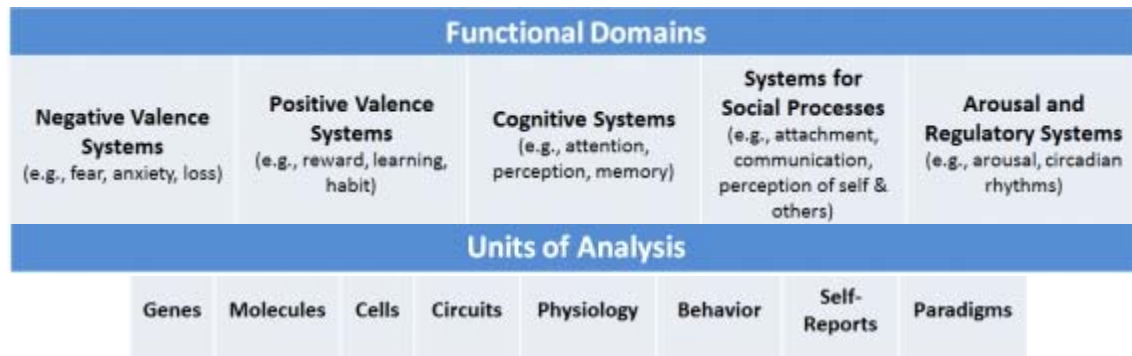 Functional Domains
Negative Valence
Systems
(e.g., fear, anxiety, loss)
Positive Valence
Systems
(e.g., reward, learning,
habit)
Cognitive Systems
(e.g., attention,
perception, memory)
Systems for
Social Processes
(e.g., attachment,
communication,
perception of self &
others)
Arousal and
Regulatory Systems
(e.g., arousal, circadian
rhythms)
Units of Analysis
Genes
Molecules
Cells
Circuits
Physiology
Behavior
Self-
Reports
Paradigms